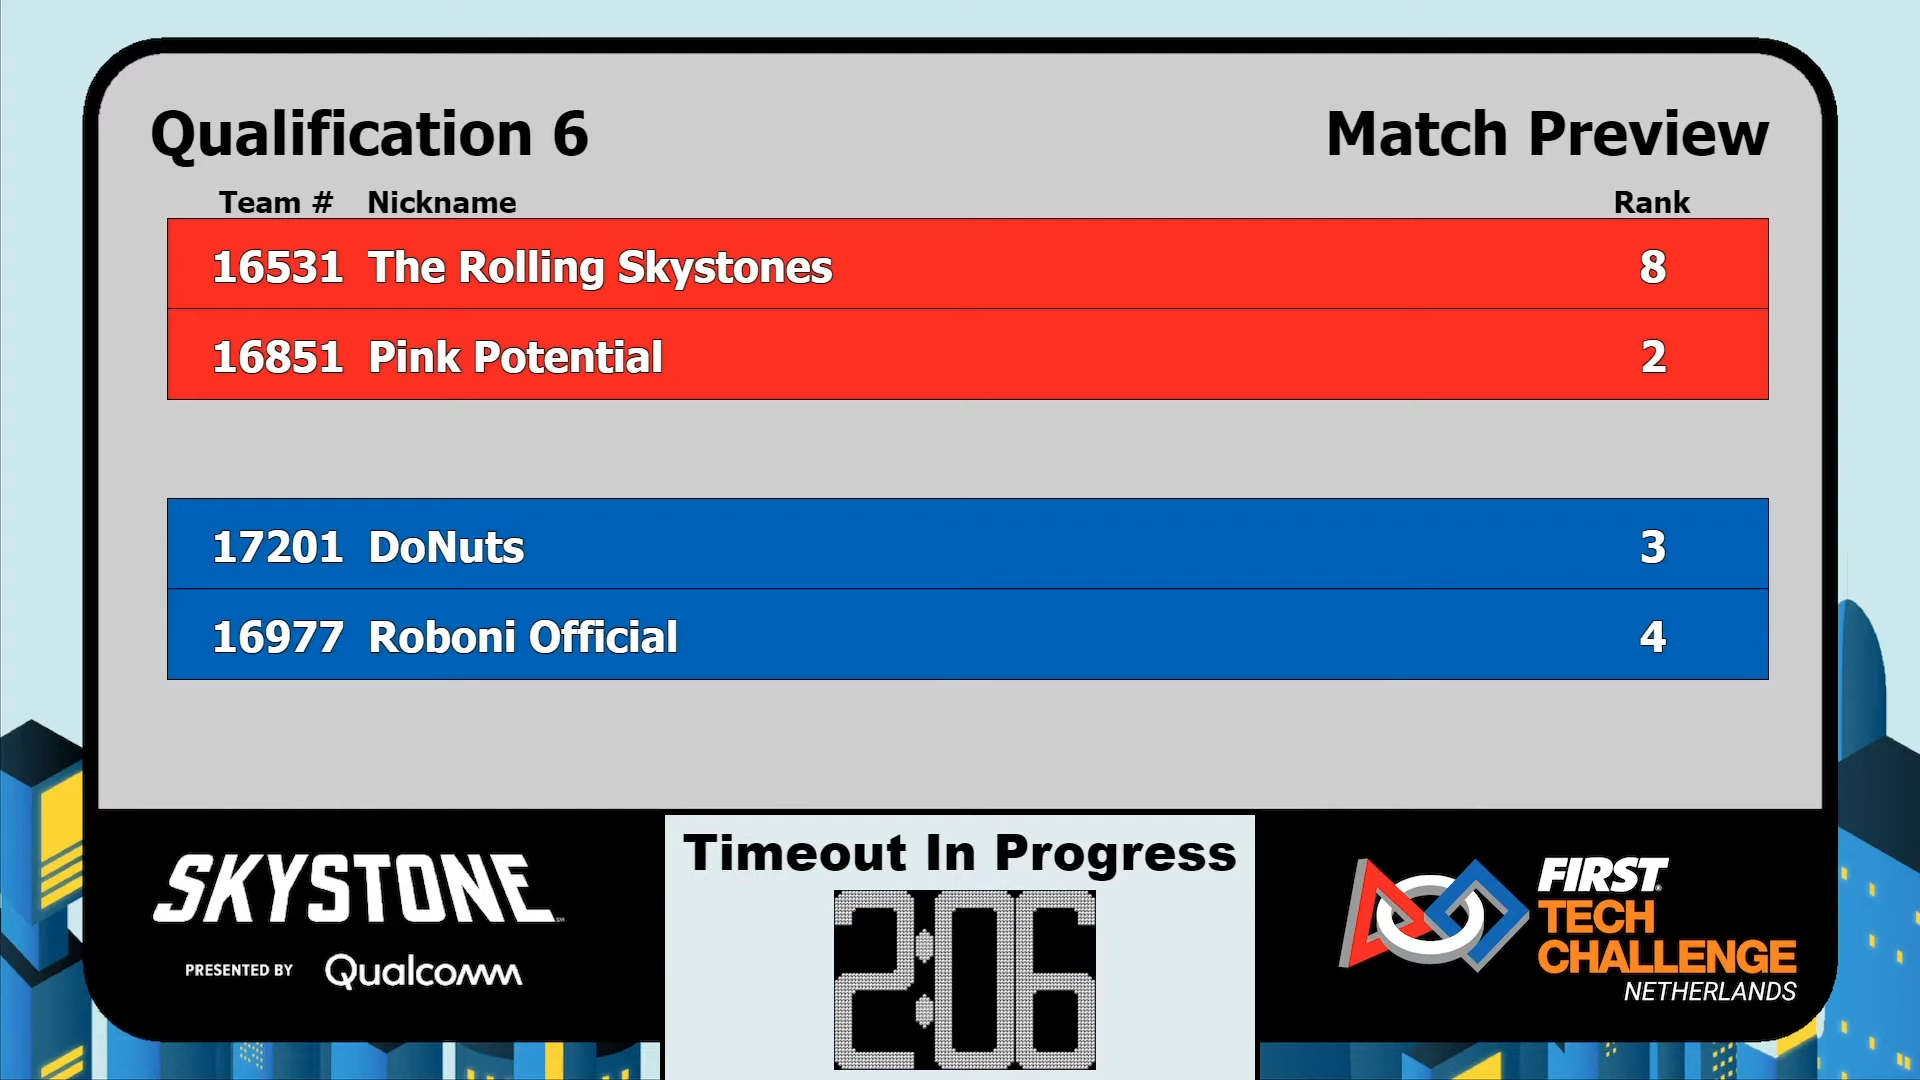 Qualification 6
Match Preview
Team # Nickname Rank
16531 The Rolling Skystones 8
16851 Pink Potential 2
17201 DoNuts 3
16977 Roboni Official 4
SKYSTONE
PRESENTED BY Qualcomm
Timeout In Progress
2:06
FIRST
TECH
CHALLENGE
NETHERLANDS